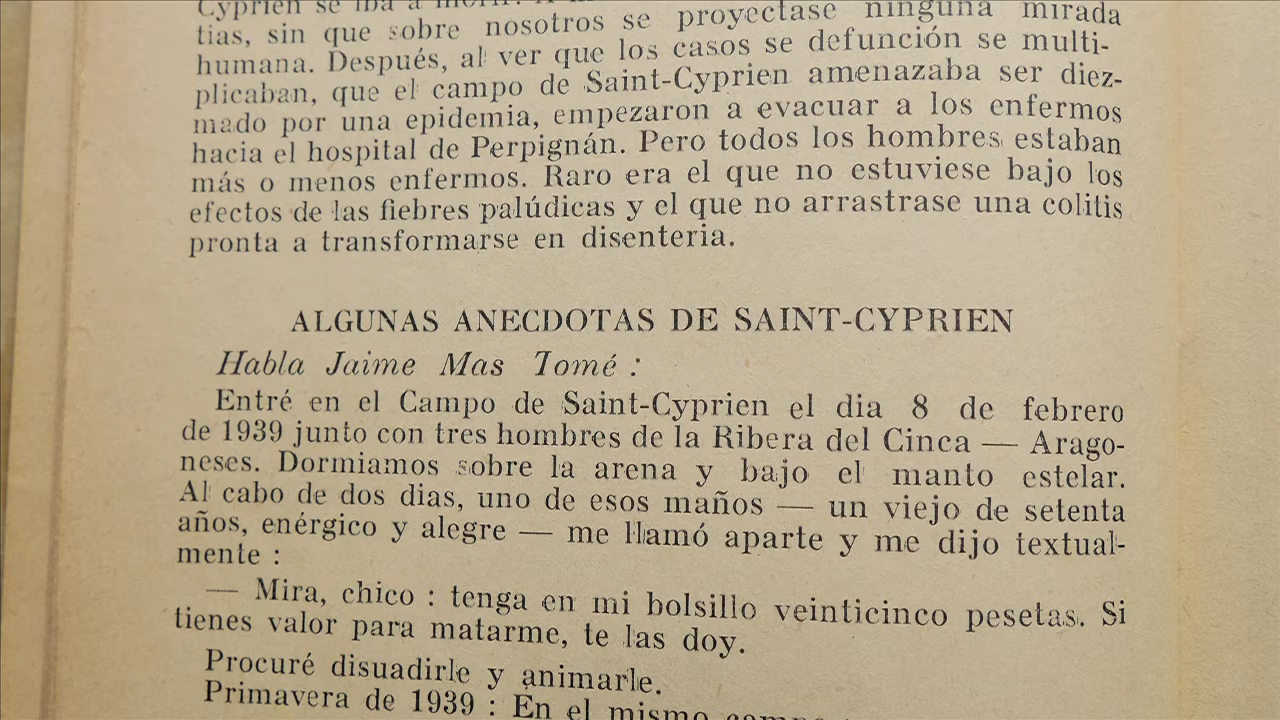 Cyprien se iba a
tias, sin que sobre nosotros se proyectase ninguna mirada
humana. Después, al ver que los casos se defunción se multi-
plicaban, que el campo de Saint-Cyprien amenazaba ser diez-
mado por una epidemia, empezaron a evacuar a los enfermos
hacia el hospital de Perpignán. Pero todos los hombres estaban
más o menos enfermos. Raro era el que no estuviese bajo los
efectos de las fiebres palúdicas y el que no arrastrase una colitis
pronta a transformarse en disenteria.
ALGUNAS ANECDOTAS DE SAINT-CYPRIEN
Habla Jaime Mas Tomé :
Entré en el Campo de Saint-Cyprien el dia 8 de febrero
de 1939 junto con tres hombres de la Ribera del Cinca — Arago-
neses. Dormiamos sobre la arena y bajo el manto estelar.
Al cabo de dos dias, uno de esos maños — un viejo de setenta
años, enérgico y alegre — me llamó aparte y me dijo textual-
mente :
— Mira, chico : tenga en mi bolsillo veinticinco pesetas. Si
tienes valor para matarme, te las doy.
Procuré disuadirle y animarle.
Primavera de 1939 : En el mismo